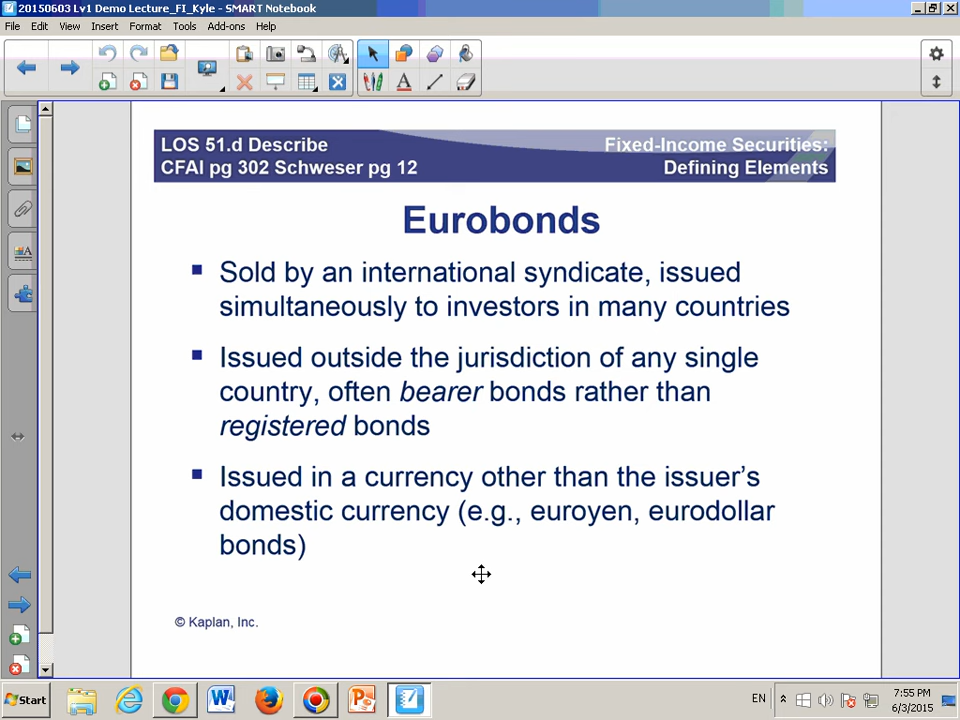 20150603 Lv1 Demo Lecture_FI_Kyle - SMART Notebook
File Edit View Insert Format Tools Add-ons Help
LOS 51.d Describe
CFAI pg 302 Schweser pg 12
Fixed-Income Securities:
Defining Elements
Eurobonds
▪ Sold by an international syndicate, issued
simultaneously to investors in many countries
▪ Issued outside the jurisdiction of any single
country, often bearer bonds rather than
registered bonds
▪ Issued in a currency other than the issuer’s
domestic currency (e.g., euroyen, eurodollar
bonds)
© Kaplan, Inc.
Start
EN
7:55 PM
6/3/2015